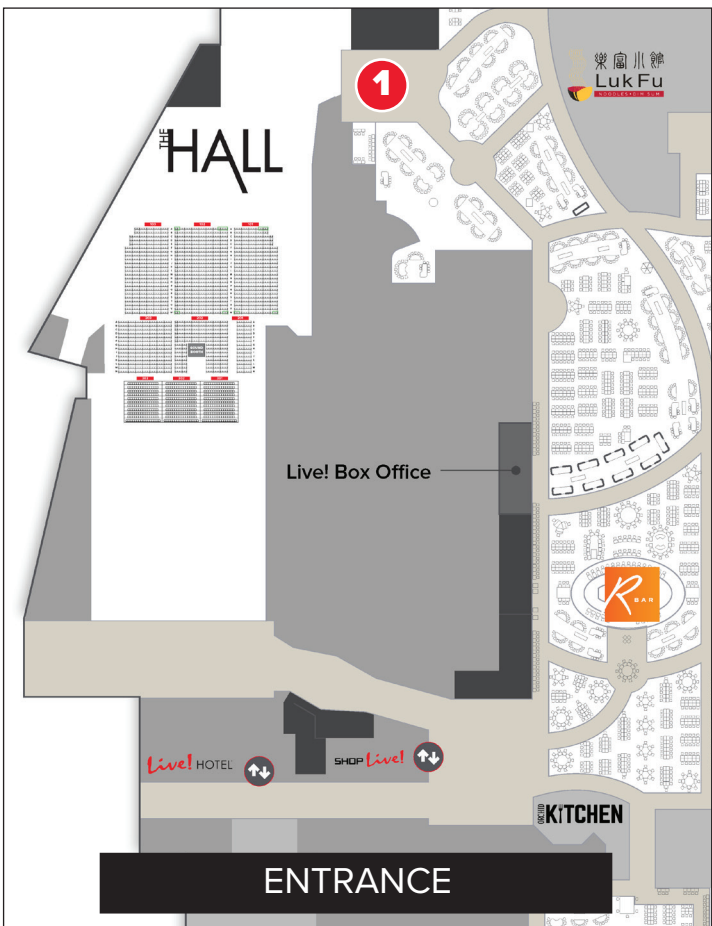 1
樂富小館
LukFu
NOODLES+DIM SUM
THE
HALL
Live! Box Office
R BAR
Live! HOTEL
SHOP Live!
ORCHID
KITCHEN
ENTRANCE